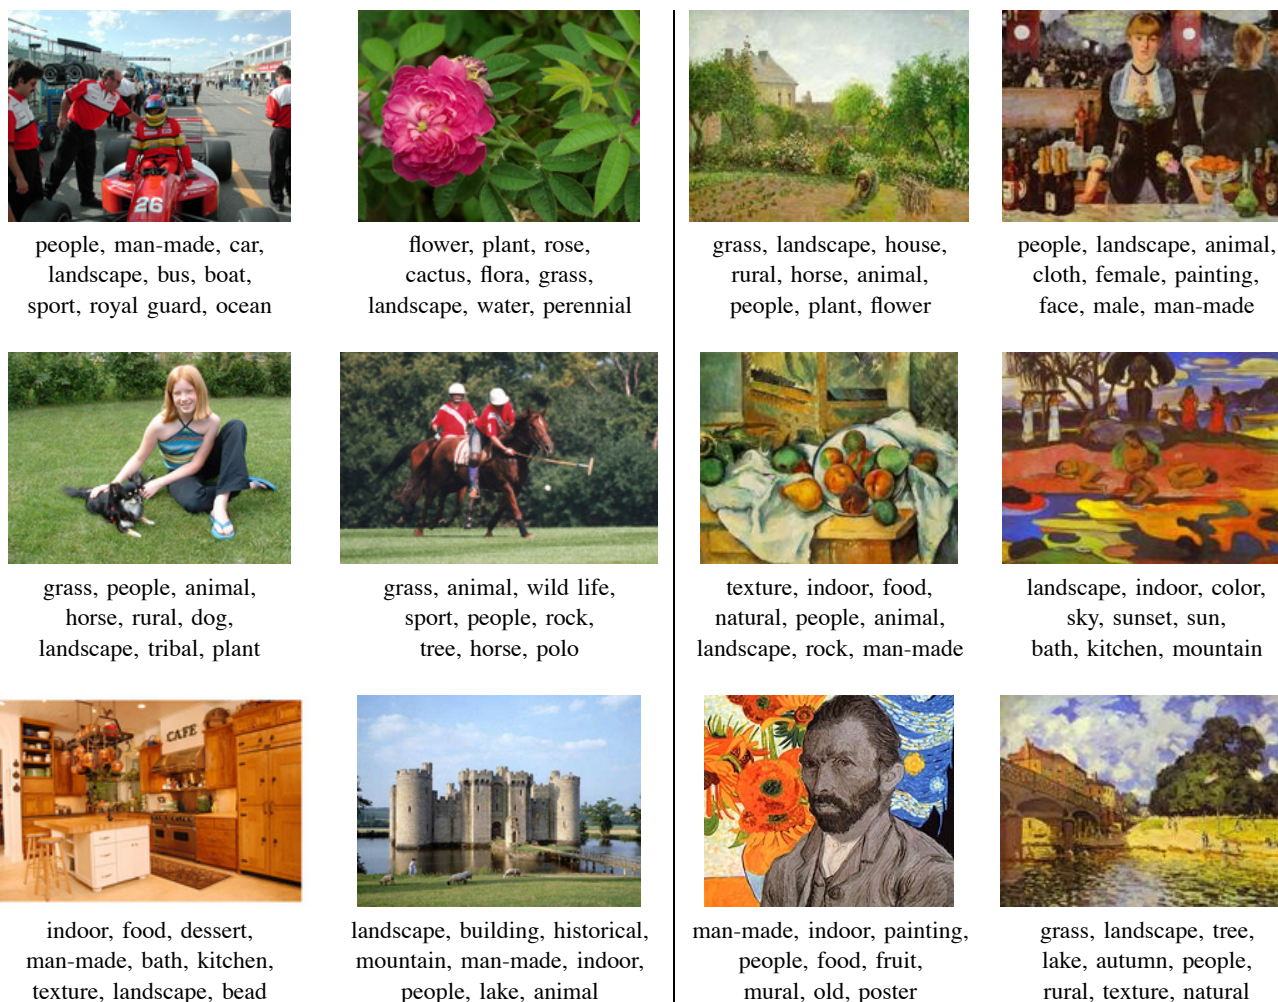 26
people, man-made, car,
landscape, bus, boat,
sport, royal guard, ocean
flower, plant, rose,
cactus, flora, grass,
landscape, water, perennial
grass, landscape, house,
rural, horse, animal,
people, plant, flower
people, landscape, animal,
cloth, female, painting,
face, male, man-made
grass, people, animal,
horse, rural, dog,
landscape, tribal, plant
grass, animal, wild life,
sport, people, rock,
tree, horse, polo
texture, indoor, food,
natural, people, animal,
landscape, rock, man-made
landscape, indoor, color,
sky, sunset, sun,
bath, kitchen, mountain
CAFE
indoor, food, dessert,
man-made, bath, kitchen,
texture, landscape, bead
landscape, building, historical,
mountain, man-made, indoor,
people, lake, animal
man-made, indoor, painting,
people, food, fruit,
mural, old, poster
grass, landscape, tree,
lake, autumn, people,
rural, texture, natural